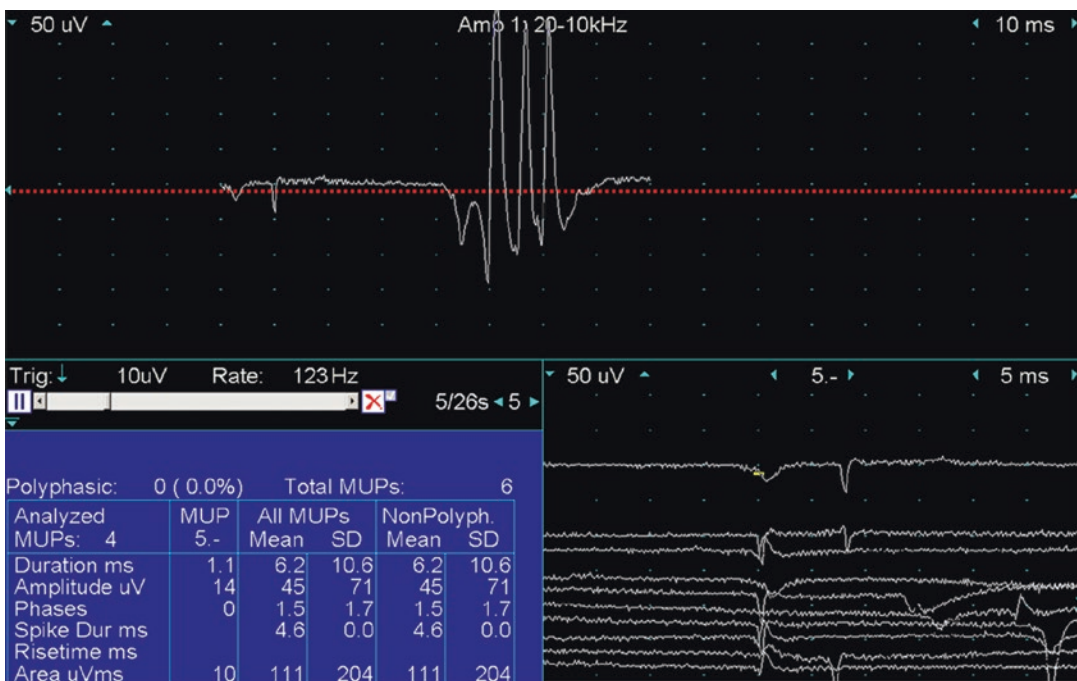 50 uV Amp 1: 20-10kHz 10 ms
Trig: 10uV Rate: 123 Hz
5/26s 5
50 uV 5.- 5 ms
Polyphasic: 0 ( 0.0%) Total MUPs: 6
Analyzed MUP All MUPs NonPolyph.
MUPs: 4 5.- Mean SD Mean SD
Duration ms 1.1 6.2 10.6 6.2 10.6
Amplitude uV 14 45 71 45 71
Phases 0 1.5 1.7 1.5 1.7
Spike Dur ms 4.6 0.0 4.6 0.0
Risetime ms
Area uVms 10 111 204 111 204